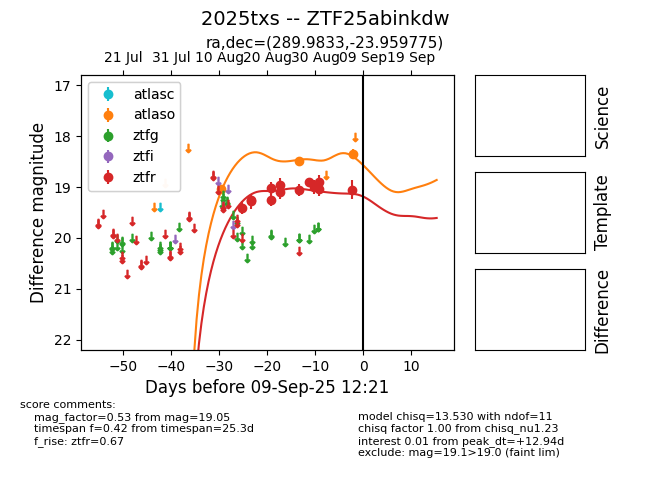 2025txs -- ZTF25abinkdw
ra,dec=(289.9833,-23.959775)
21 Jul 31 Jul 10 Aug 20 Aug 30 Aug 09 Sep 19 Sep
17
18
19
20
21
22
Difference magnitude
atlasc
atlaso
ztfg
ztfi
ztfr
−50 −40 −30 −20 −10 0 10
Days before 09-Sep-25 12:21
Science
Template
Difference
score comments:
mag_factor=0.53 from mag=19.05
timespan f=0.42 from timespan=25.3d
f_rise: ztfr=0.67
model chisq=13.530 with ndof=11
chisq factor 1.00 from chisq_nu1.23
interest 0.01 from peak_dt=+12.94d
exclude: mag=19.1>19.0 (faint lim)